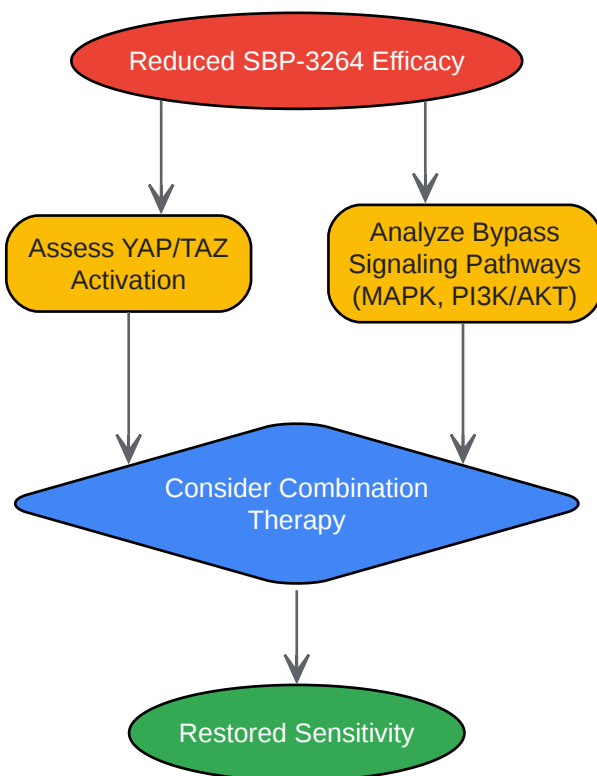 Reduced SBP-3264 Efficacy
Assess YAP/TAZ
Activation
Analyze Bypass
Signaling Pathways
(MAPK, PI3K/AKT)
Consider Combination
Therapy
Restored Sensitivity